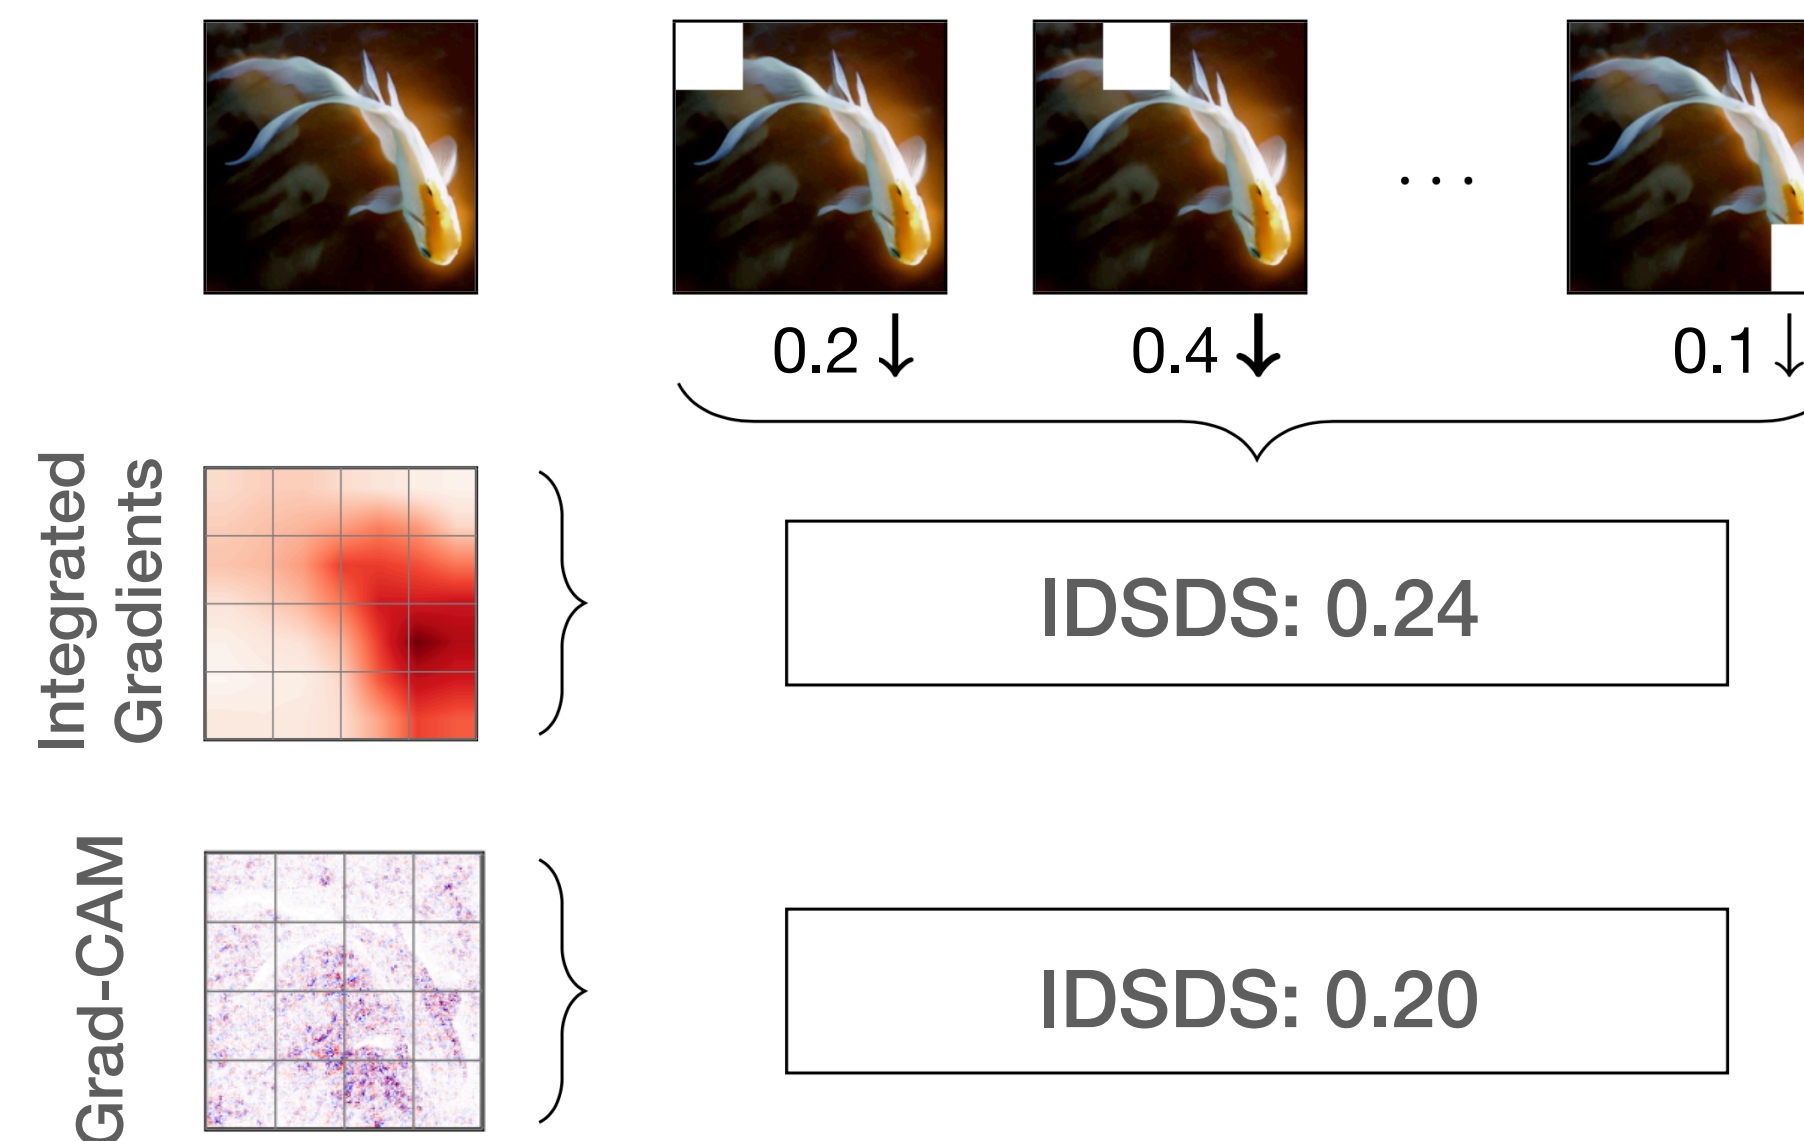 0.2 ↓
0.4 ↓
. . .
0.1 ↓
Integrated
Gradients
IDSDS: 0.24
Grad-CAM
IDSDS: 0.20